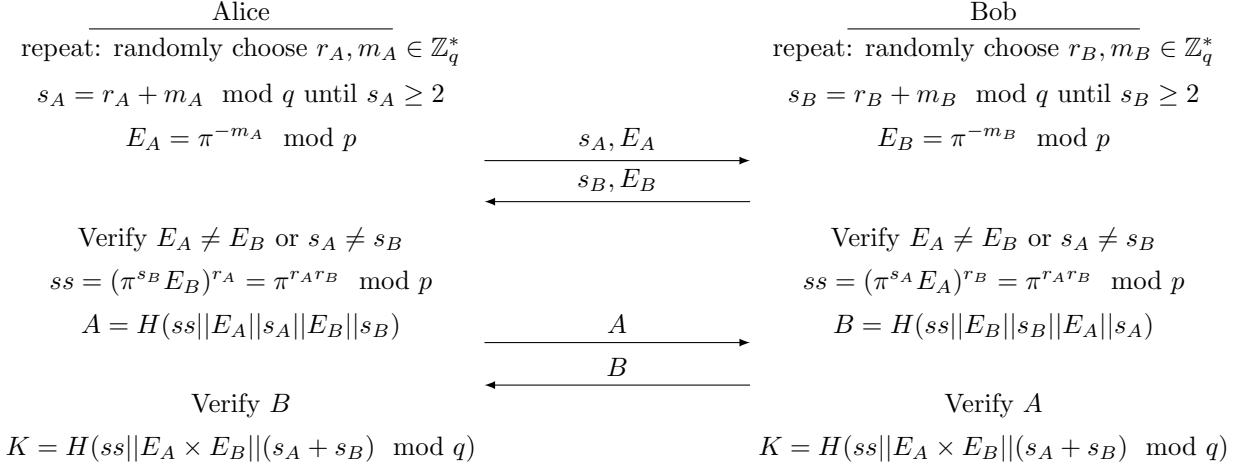 Alice Bob
repeat: randomly choose r_A, m_A ∈ ℤ_q^* repeat: randomly choose r_B, m_B ∈ ℤ_q^*
s_A = r_A + m_A mod q until s_A ≥ 2 s_B = r_B + m_B mod q until s_B ≥ 2
E_A = π^{-m_A} mod p E_B = π^{-m_B} mod p
s_A, E_A
s_B, E_B
Verify E_A ≠ E_B or s_A ≠ s_B Verify E_A ≠ E_B or s_A ≠ s_B
ss = (π^{s_B} E_B)^{r_A} = π^{r_A r_B} mod p ss = (π^{s_A} E_A)^{r_B} = π^{r_A r_B} mod p
A = H(ss||E_A||s_A||E_B||s_B) A B = H(ss||E_B||s_B||E_A||s_A)
B
Verify B Verify A
K = H(ss||E_A × E_B||(s_A + s_B) mod q) K = H(ss||E_A × E_B||(s_A + s_B) mod q)